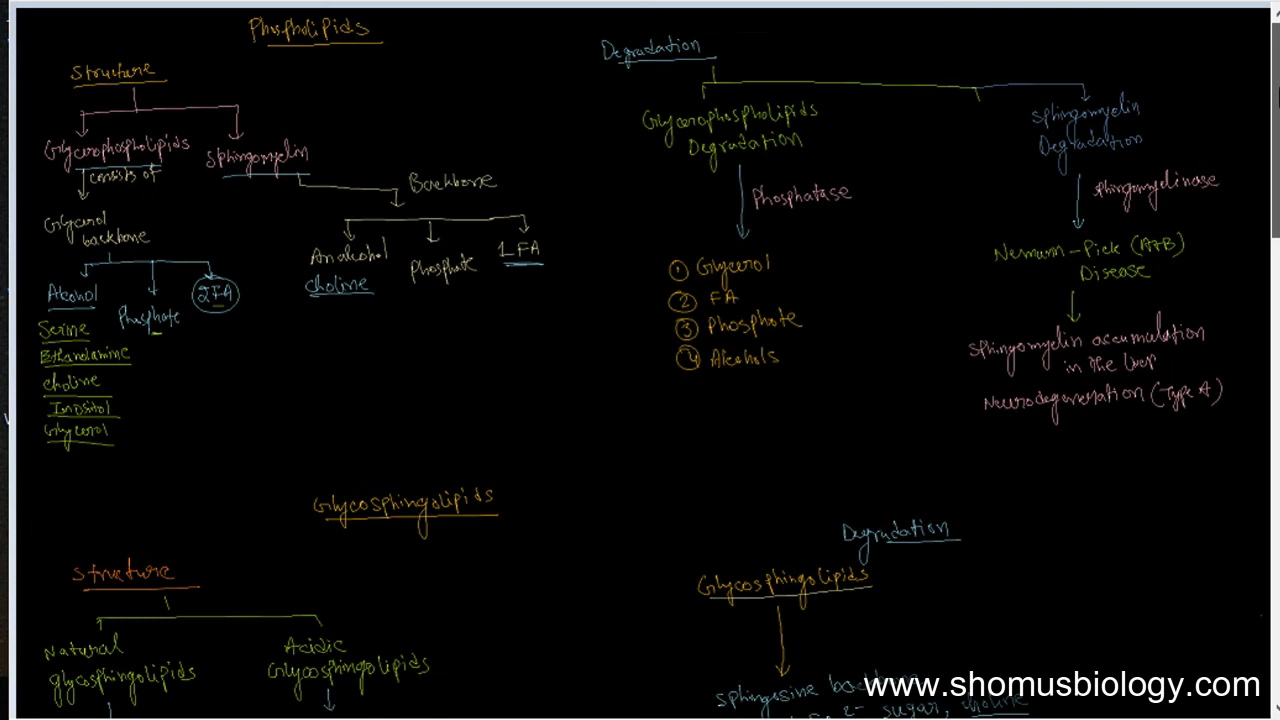 Phospholipids
Structure
Glycerophospholipids
Sphingomyelin
consists of
Glycerol
backbone
Alcohol
Phosphate
2FA
Serine
Ethanolamine
choline
Inositol
Glycerol
Backbone
An alcohol
choline
Phosphate
1 FA
Degradation
Glycerophospholipids
Degradation
Phosphatase
① Glycerol
② FA
③ Phosphate
④ Alcohols
Sphingomyelin
Degradation
Sphingomyelinase
Nemann-Pick (A+B)
Disease
Sphingomyelin accumulation
in the liver
Neurodegeneration (Type A)
Glycosphingolipids
Structure
Natural
glycosphingolipids
Acidic
Glycosphingolipids
Degradation
Glycosphingolipids
Sphingosine
sugar, choline
www.shomusbiology.com